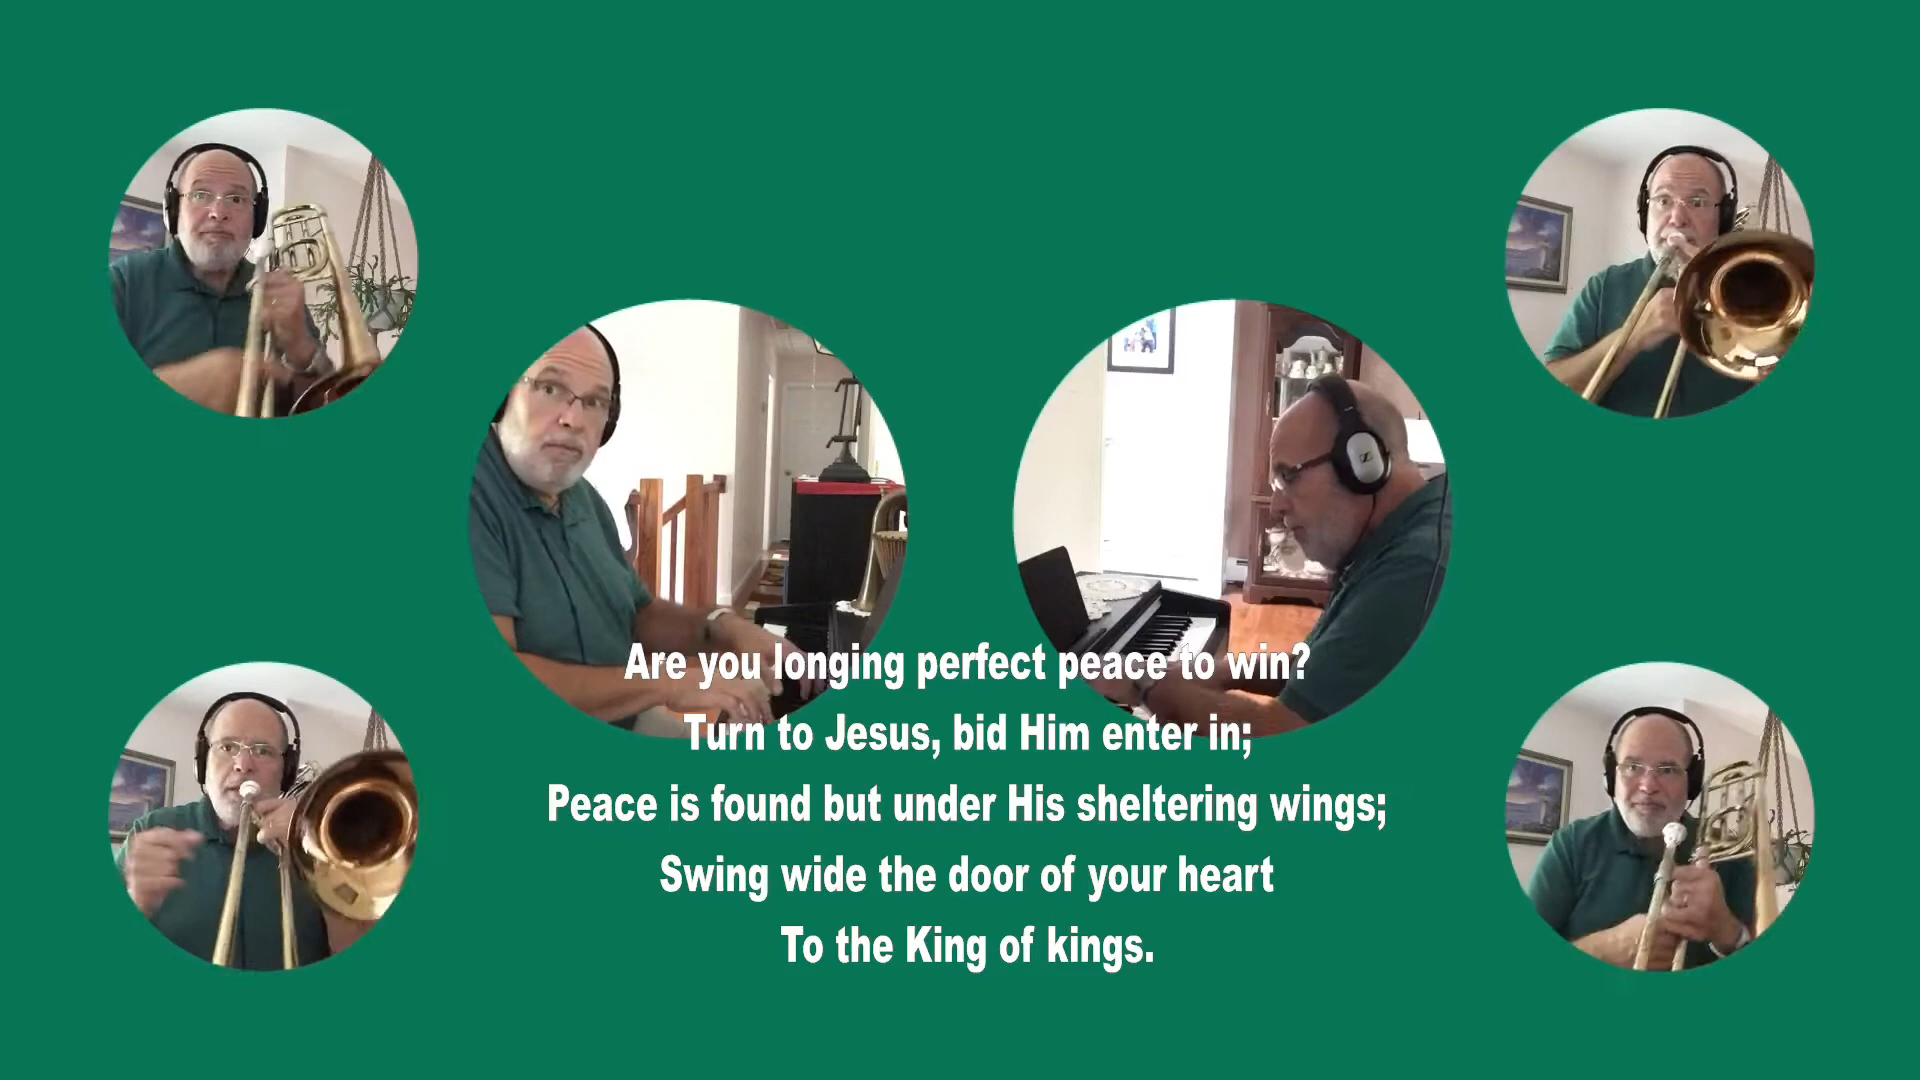 Are you longing perfect peace to win?
Turn to Jesus, bid Him enter in;
Peace is found but under His sheltering wings;
Swing wide the door of your heart
To the King of kings.